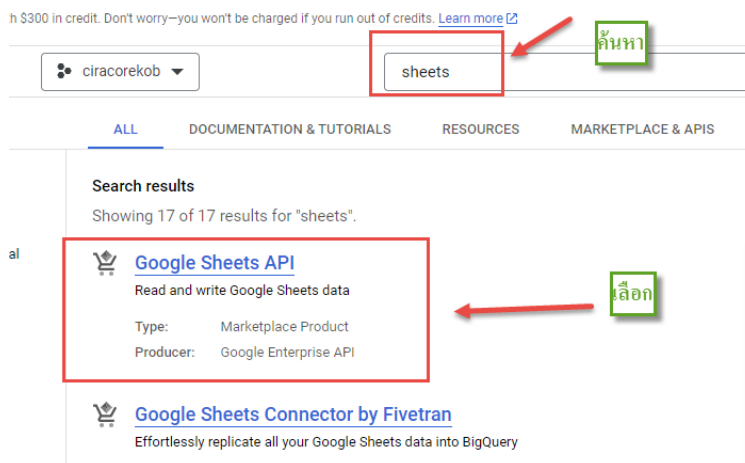 h $300 in credit. Don't worry—you won't be charged if you run out of credits. Learn more
ค้นหา
ciracorekob
sheets
ALL DOCUMENTATION & TUTORIALS RESOURCES MARKETPLACE & APIS
Search results
Showing 17 of 17 results for "sheets".
al
Google Sheets API
Read and write Google Sheets data
เลือก
Type: Marketplace Product
Producer: Google Enterprise API
Google Sheets Connector by Fivetran
Effortlessly replicate all your Google Sheets data into BigQuery